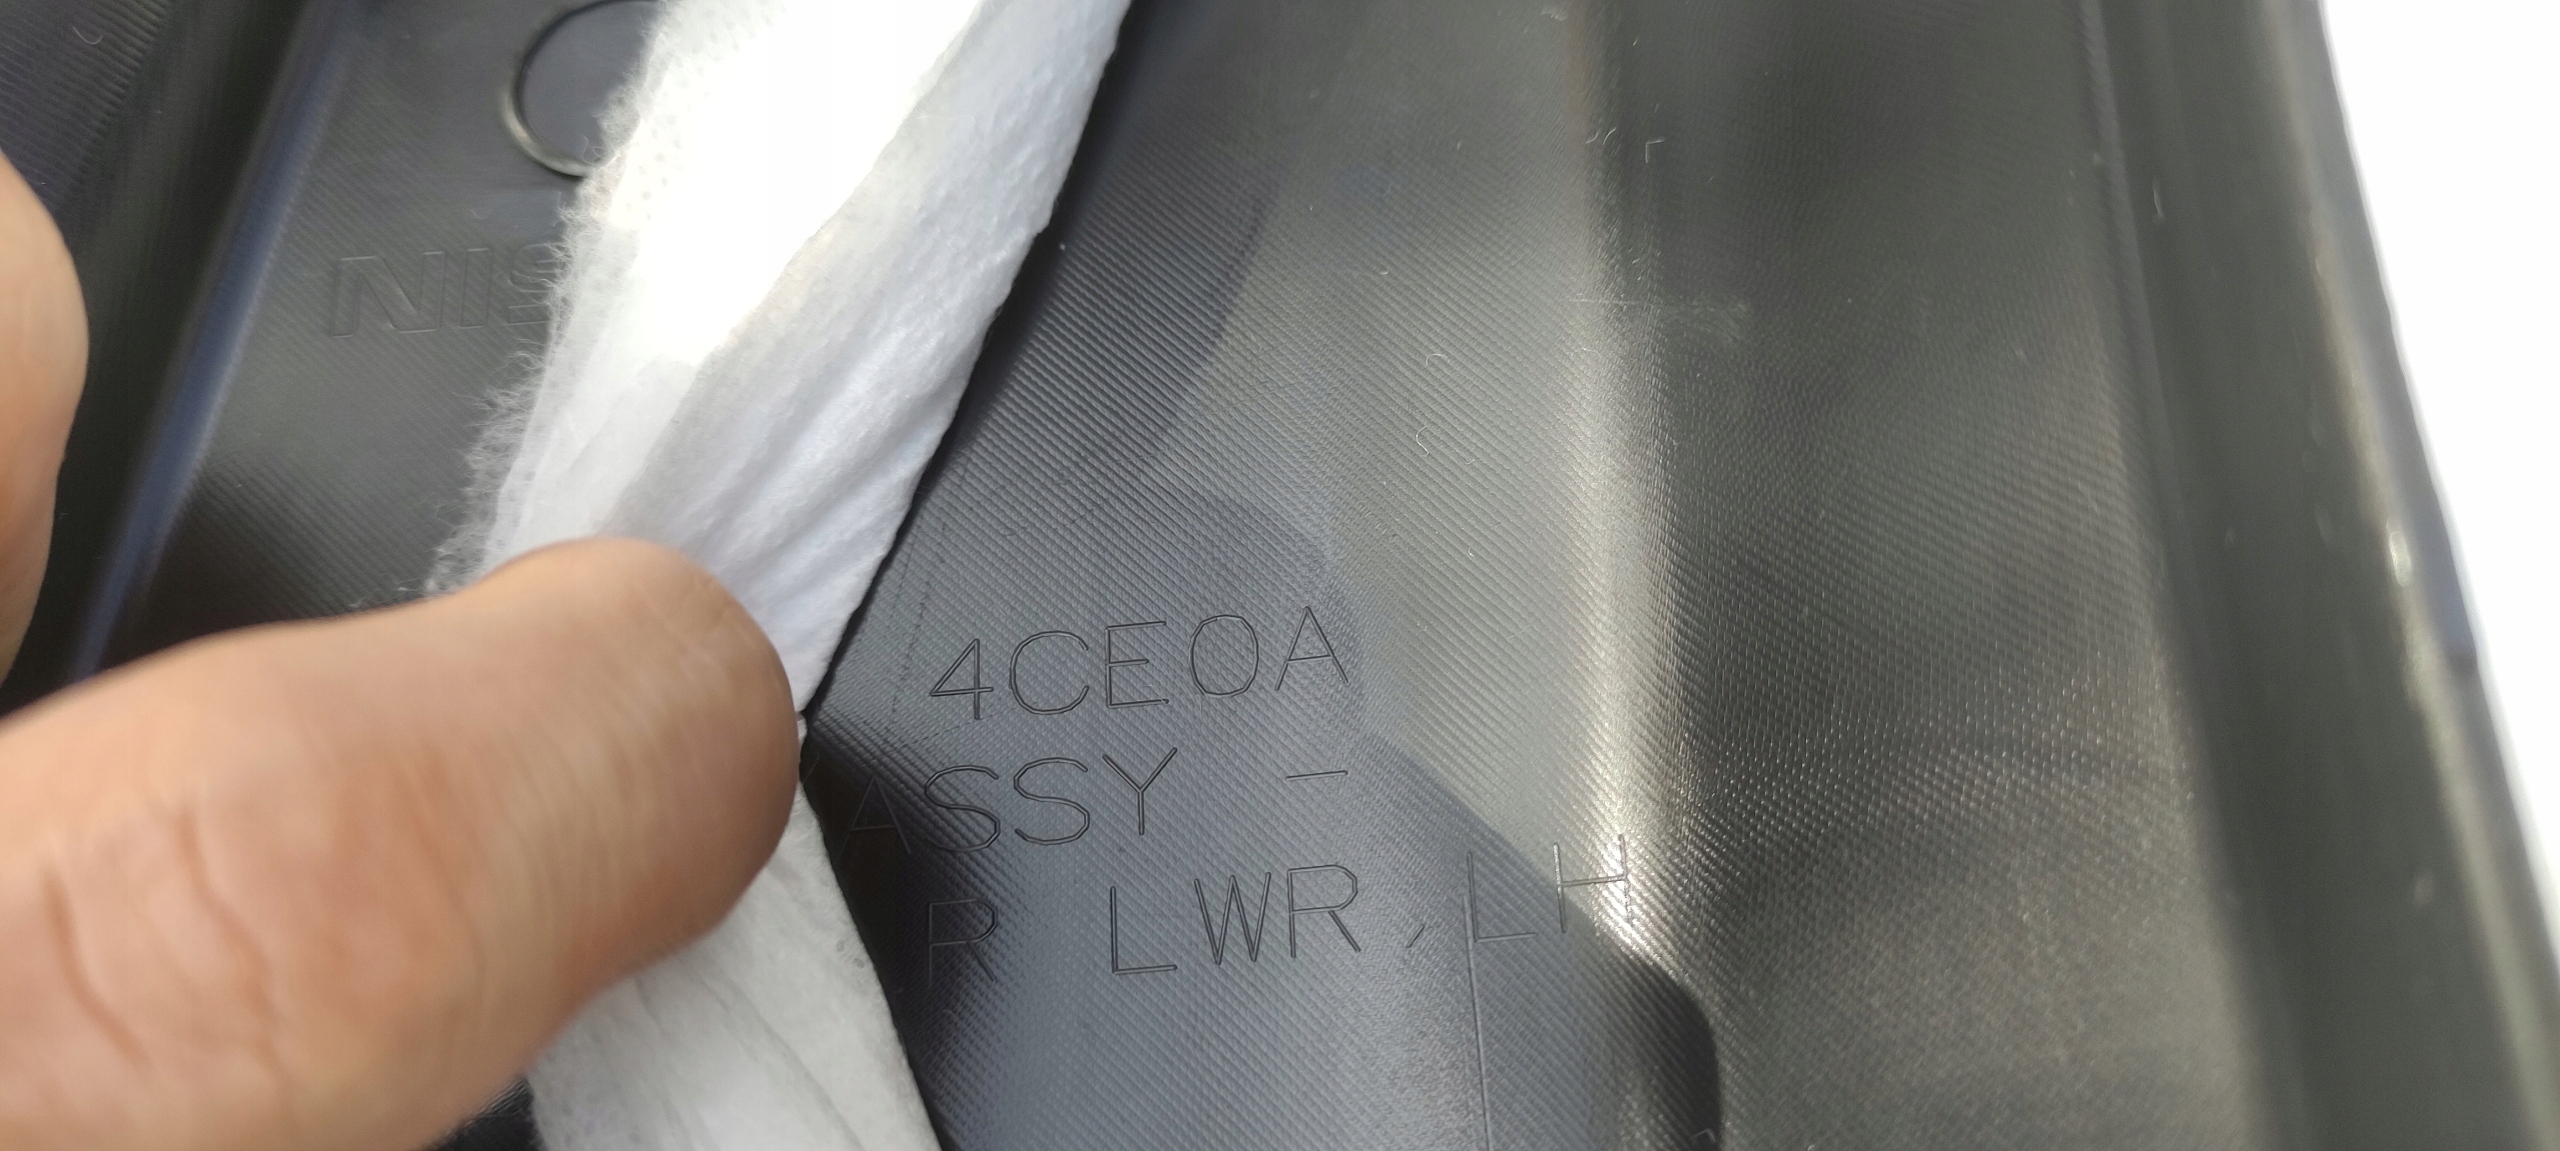 NIS
4CE0A
ASSY -
R LWR,LH